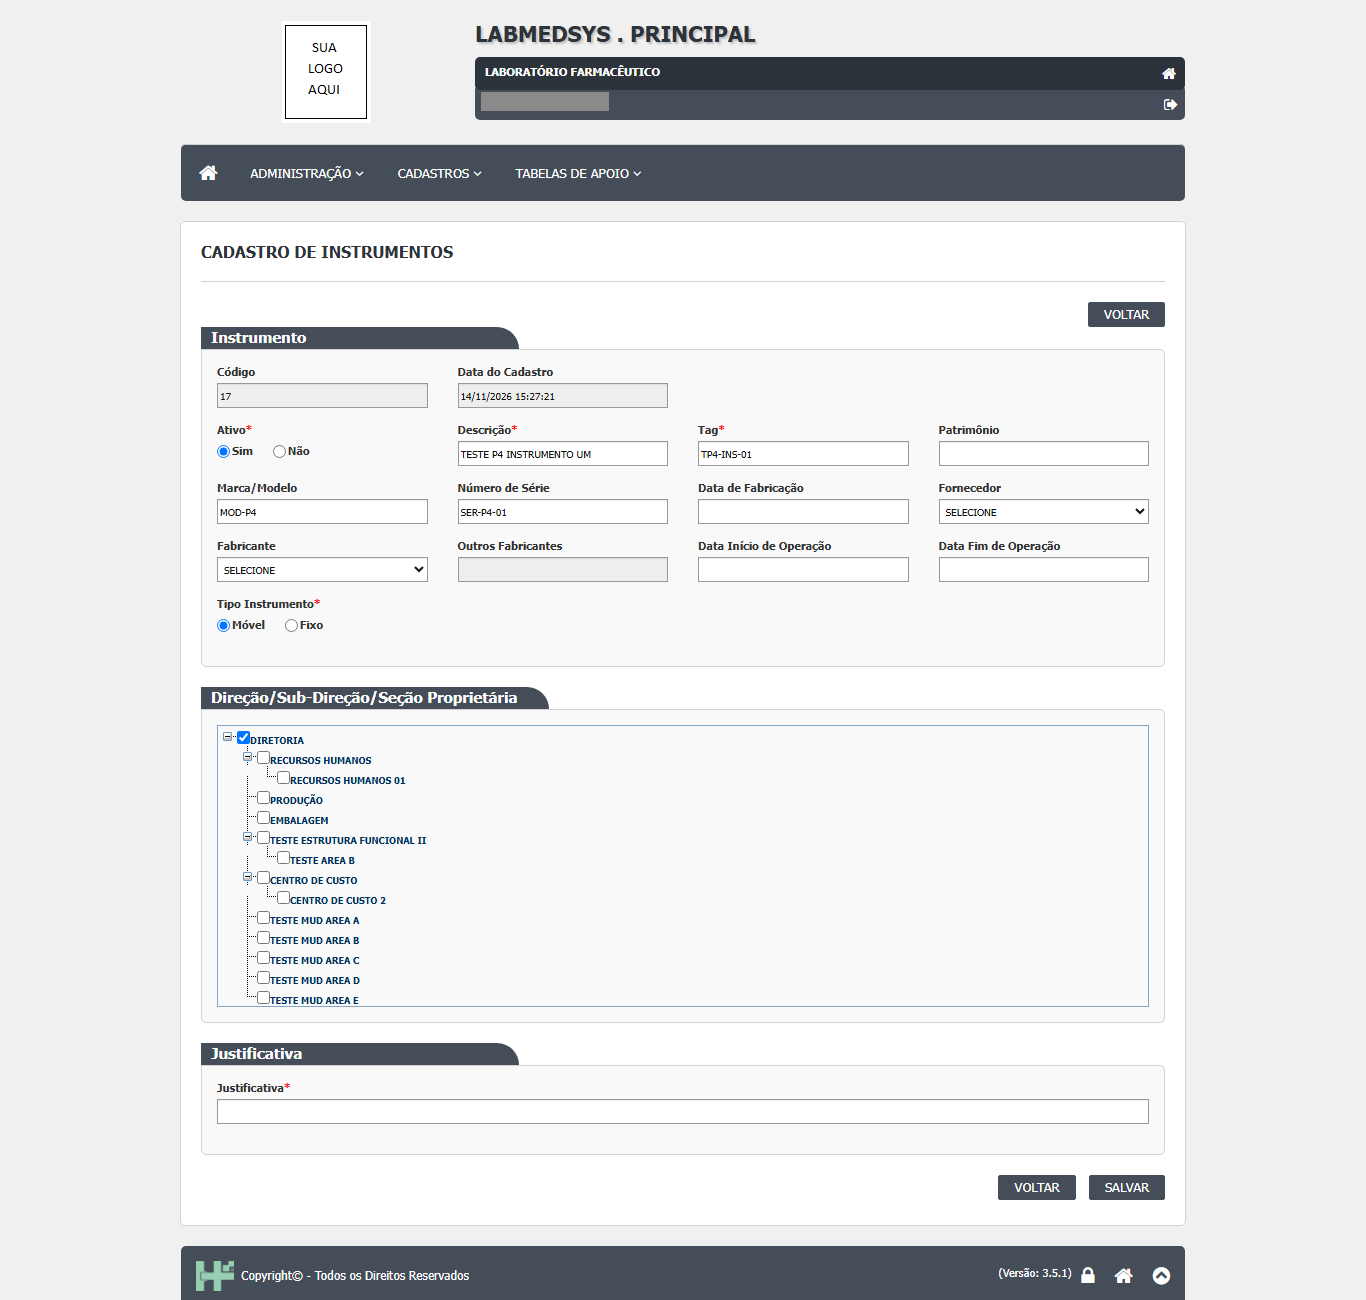 SUA
LOGO
AQUI
LABMEDSYS . PRINCIPAL
LABORATÓRIO FARMACÊUTICO
ADMINISTRAÇÃO
CADASTROS
TABELAS DE APOIO
CADASTRO DE INSTRUMENTOS
VOLTAR
Instrumento
Código
Data do Cadastro
17
14/11/2026 15:27:21
Ativo*
Descrição*
Tag*
Patrimônio
Sim
Não
TESTE P4 INSTRUMENTO UM
TP4-INS-01
Marca/Modelo
Número de Série
Data de Fabricação
Fornecedor
MOD-P4
SER-P4-01
SELECIONE
Fabricante
Outros Fabricantes
Data Início de Operação
Data Fim de Operação
SELECIONE
Tipo Instrumento*
Móvel
Fixo
Direção/Sub-Direção/Seção Proprietária
DIRETORIA
RECURSOS HUMANOS
RECURSOS HUMANOS 01
PRODUÇÃO
EMBALAGEM
TESTE ESTRUTURA FUNCIONAL II
TESTE AREA B
CENTRO DE CUSTO
CENTRO DE CUSTO 2
TESTE MUD AREA A
TESTE MUD AREA B
TESTE MUD AREA C
TESTE MUD AREA D
TESTE MUD AREA E
Justificativa
Justificativa*
VOLTAR
SALVAR
Copyright© - Todos os Direitos Reservados
(Versão: 3.5.1)